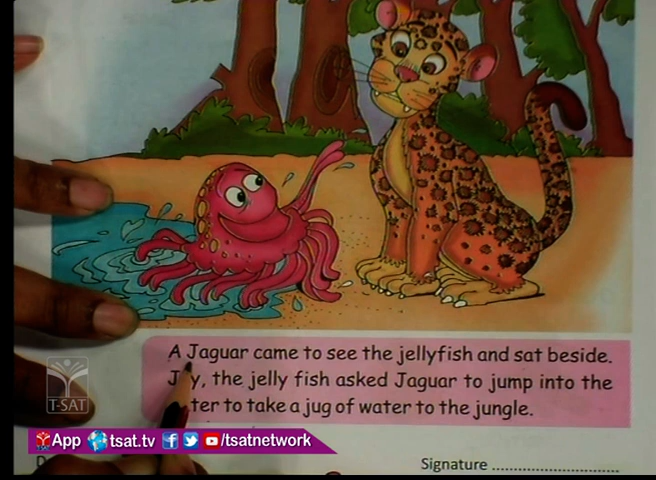 A Jaguar came to see the jellyfish and sat beside.
the jelly fish asked Jaguar to jump into the
to take a jug of water to the jungle.
T-SAT
App tsat.tv /tsatnetwork
Signature